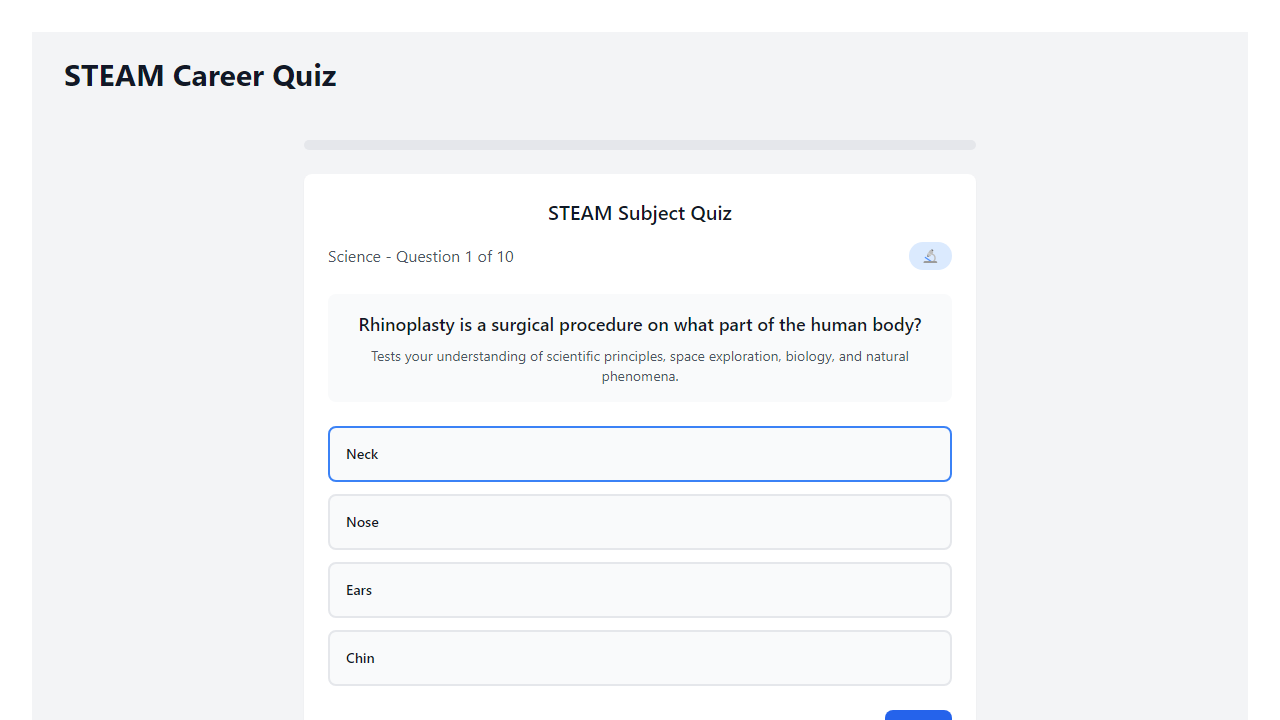 STEAM Career Quiz
STEAM Subject Quiz
Science - Question 1 of 10
Rhinoplasty is a surgical procedure on what part of the human body?
Tests your understanding of scientific principles, space exploration, biology, and natural
phenomena.
Neck
Nose
Ears
Chin